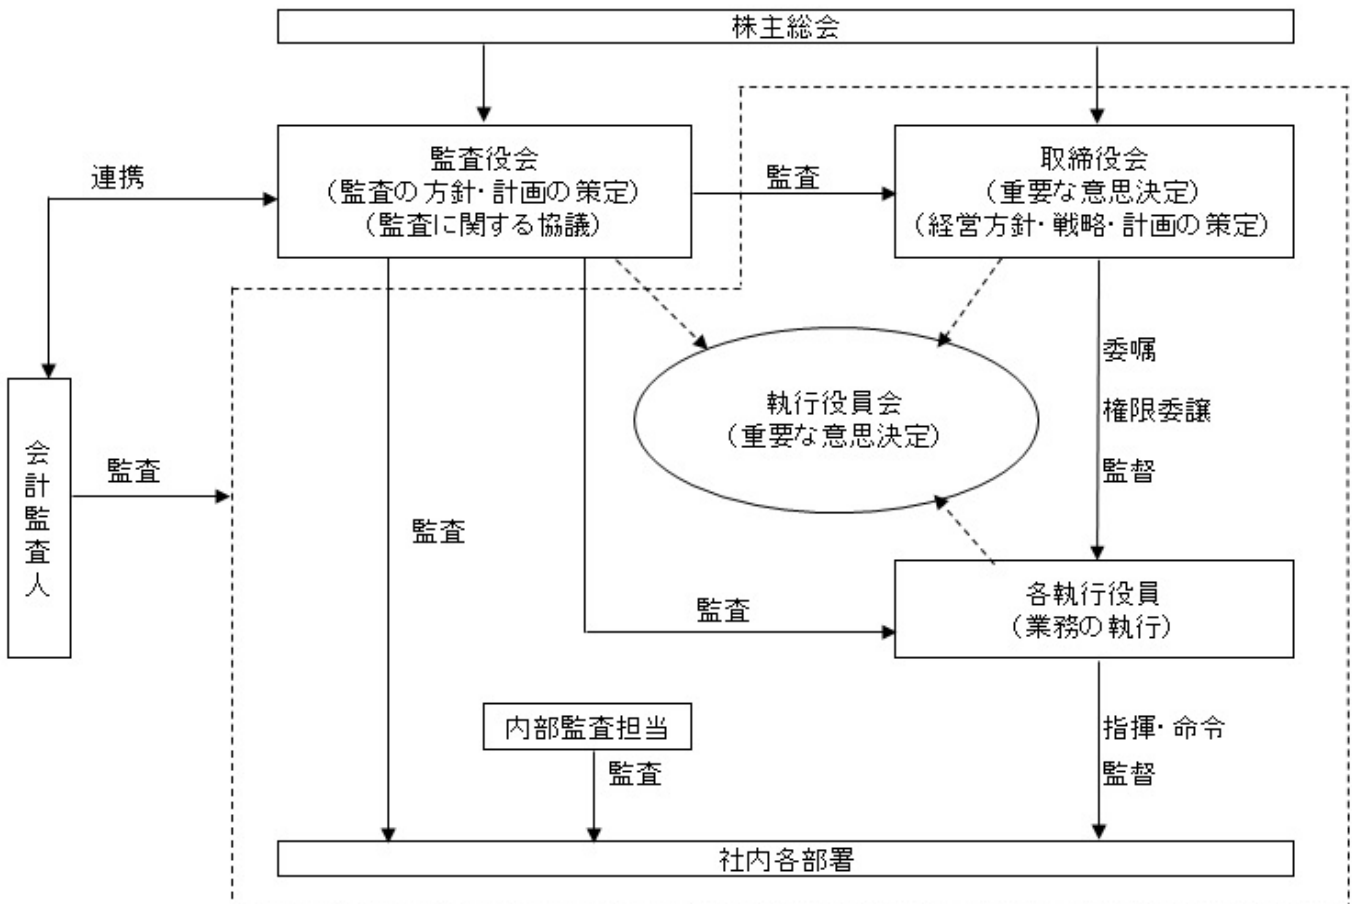 株主総会
監査役会
(監査の方針・計画の策定)
(監査に関する協議)
連携
監査
取締役会
(重要な意思決定)
(経営方針・戦略・計画の策定)
委嘱
権限委譲
監督
執行役員会
(重要な意思決定)
会計監査人
監査
監査
監査
各執行役員
(業務の執行)
内部監査担当
監査
指揮・命令
監督
社内各部署